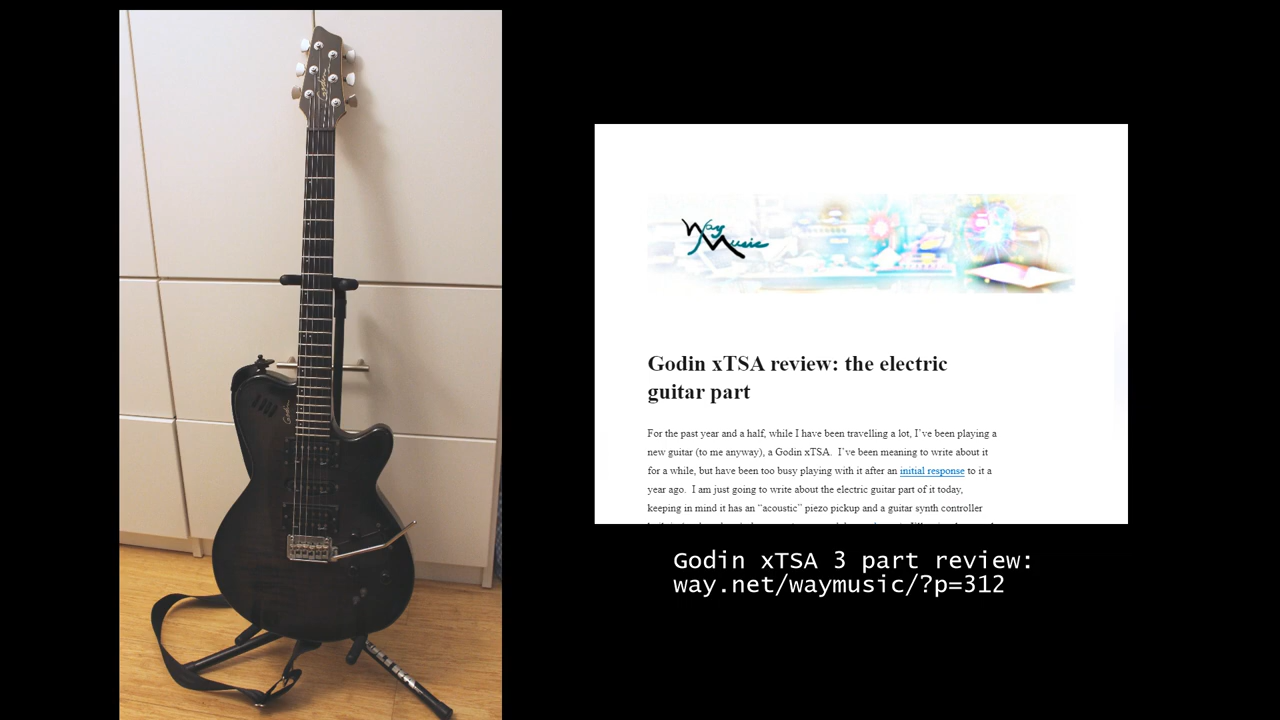 Godin
Godin
Way
Music
Godin xTSA review: the electric
guitar part
For the past year and a half, while I have been travelling a lot, I’ve been playing a
new guitar (to me anyway), a Godin xTSA.  I’ve been meaning to write about it
for a while, but have been too busy playing with it after an initial response to it a
year ago.  I am just going to write about the electric guitar part of it today,
keeping in mind it has an “acoustic” piezo pickup and a guitar synth controller
Godin xTSA 3 part review:
way.net/waymusic/?p=312